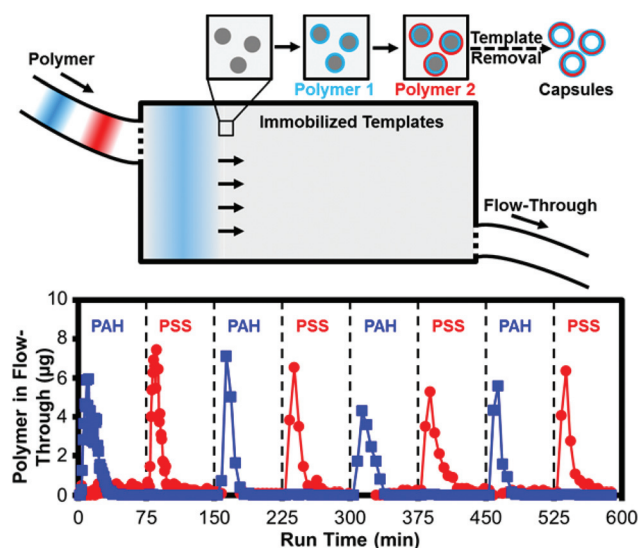 Polymer
Template
Removal
Polymer 1
Polymer 2
Capsules
Immobilized Templates
Flow-Through
Polymer in Flow-
Through (µg)
10
8
6
4
2
0
PAH
PSS
PAH
PSS
PAH
PSS
PAH
PSS
0
75
150
225
300
375
450
525
600
Run Time (min)